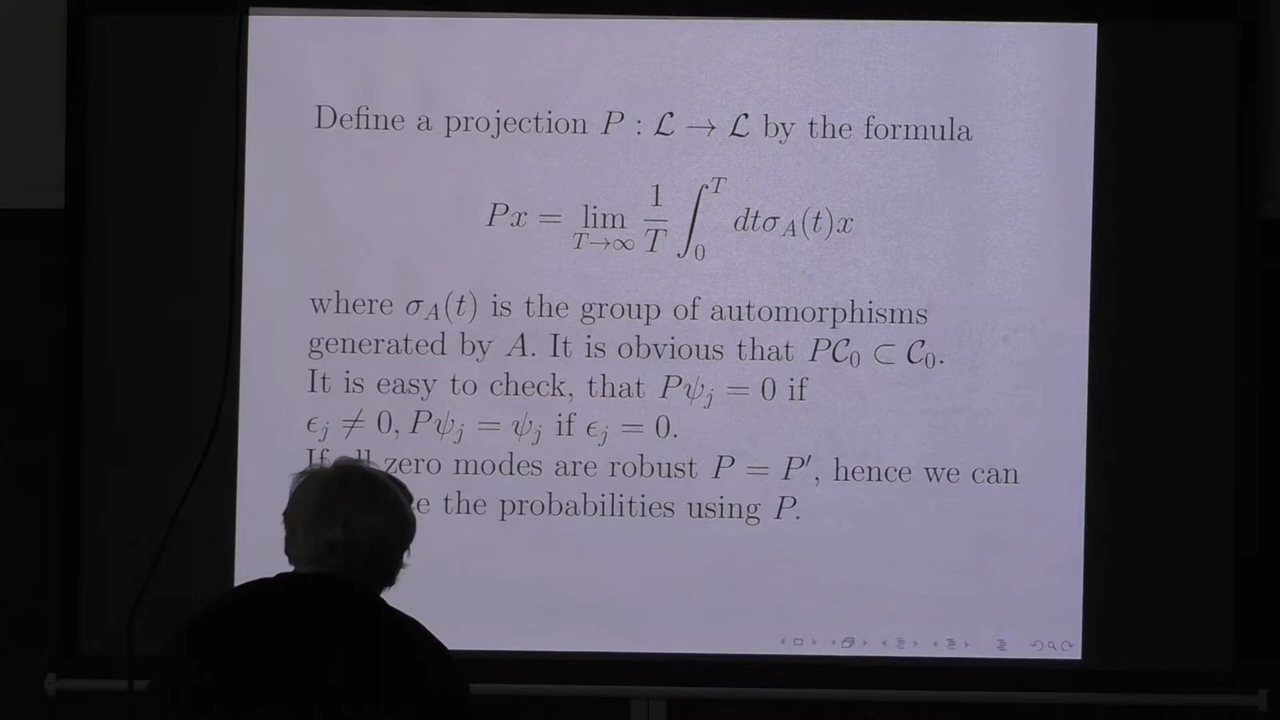 Define a projection P : ℒ → ℒ by the formula
Px = lim_{T→∞} \frac{1}{T} ∫_0^T dtσ_A(t)x
where σ_A(t) is the group of automorphisms
generated by A. It is obvious that P𝒞_0 ⊂ 𝒞_0.
It is easy to check, that Pψ_j = 0 if
ϵ_j ≠ 0, Pψ_j = ψ_j if ϵ_j = 0.
zero modes are robust P = P′, hence we can
the probabilities using P.